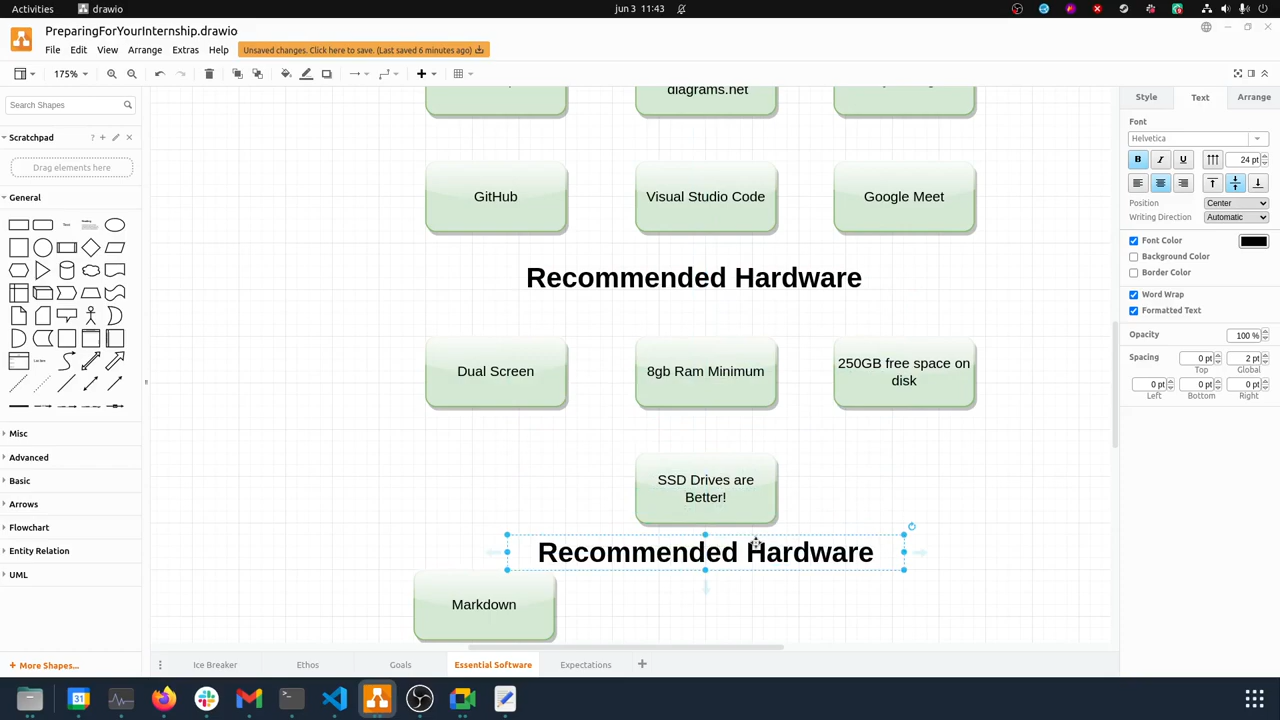 Activities
drawio
jun 3 11:43
PreparingForYourInternship.drawio
File Edit View Arrange Extras Help
Unsaved changes. Click here to save. (Last saved 6 minutes ago)
175%
Search Shapes
Scratchpad
?
Drag elements here
General
Misc
Advanced
Basic
Arrows
Flowchart
Entity Relation
UML
+ More Shapes...
diagrams.net
GitHub
Visual Studio Code
Google Meet
Recommended Hardware
Dual Screen
8gb Ram Minimum
250GB free space on
disk
SSD Drives are
Better!
Recommended Hardware
Markdown
Ice Breaker
Ethos
Goals
Essential Software
Expectations
Style
Text
Arrange
Font
Helvetica
B I U
24 pt
Position
Center
Writing Direction
Automatic
Font Color
Background Color
Border Color
Word Wrap
Formatted Text
Opacity
100 %
Spacing
0 pt
2 pt
Top
Global
0 pt
0 pt
0 pt
Left
Bottom
Right